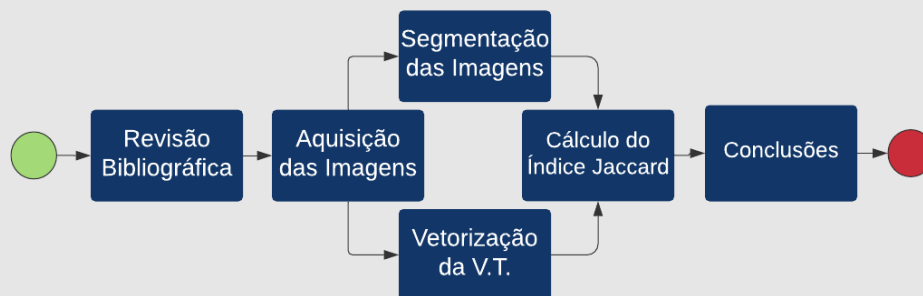 Revisão
Bibliográfica
Aquisição
das Imagens
Segmentação
das Imagens
Vetorização
da V.T.
Cálculo do
Índice Jaccard
Conclusões